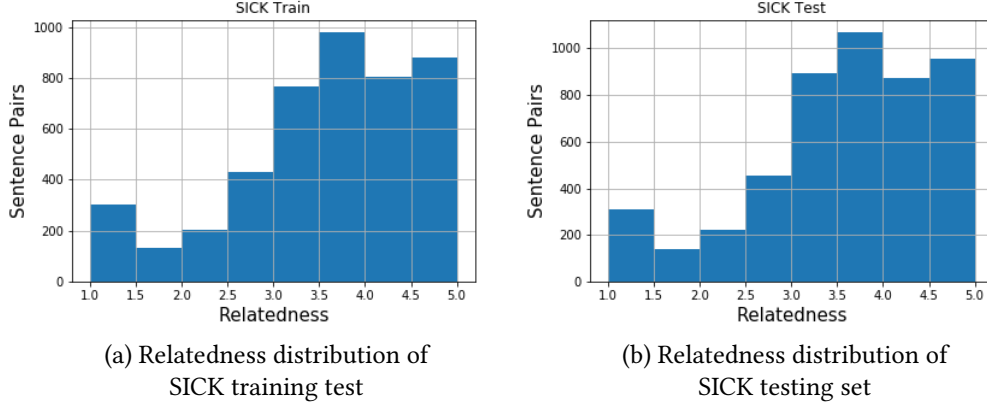 SICK Train
1000
800
600
400
200
0
Sentence Pairs
1.0 1.5 2.0 2.5 3.0 3.5 4.0 4.5 5.0
Relatedness
(a) Relatedness distribution of
SICK training test
SICK Test
1000
800
600
400
200
0
Sentence Pairs
1.0 1.5 2.0 2.5 3.0 3.5 4.0 4.5 5.0
Relatedness
(b) Relatedness distribution of
SICK testing set